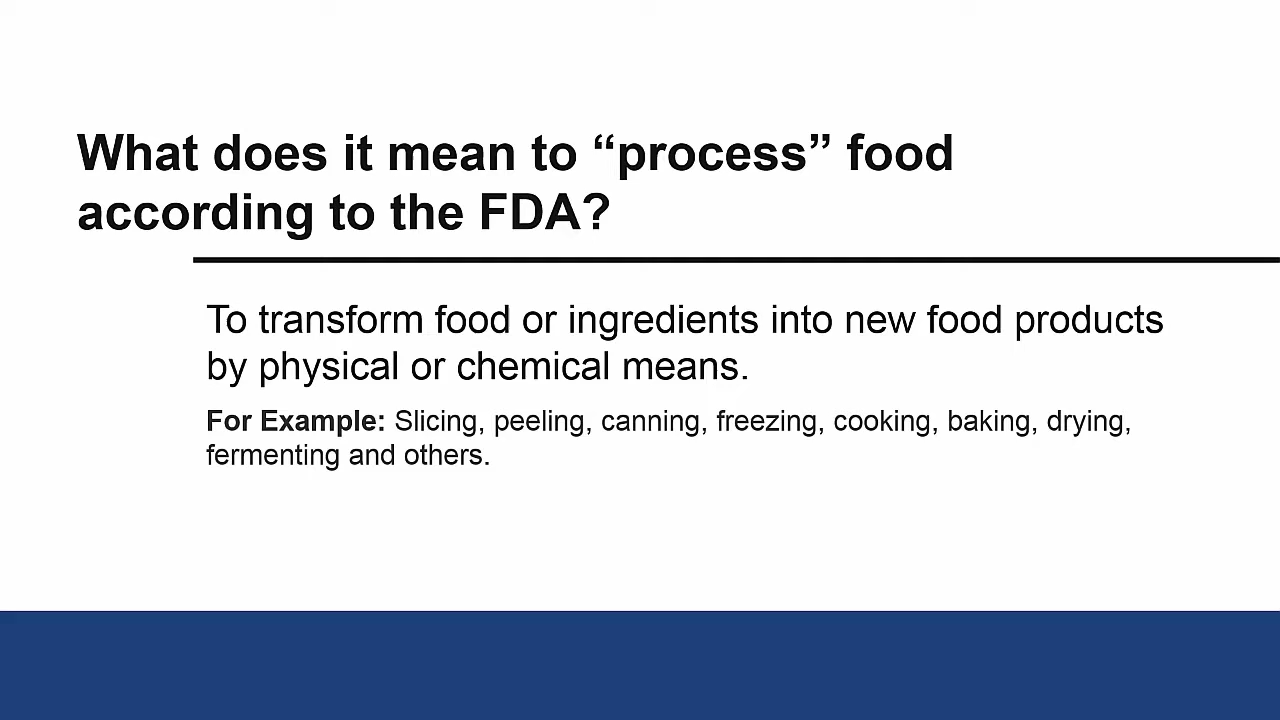 What does it mean to “process” food
according to the FDA?
To transform food or ingredients into new food products
by physical or chemical means.
For Example: Slicing, peeling, canning, freezing, cooking, baking, drying,
fermenting and others.